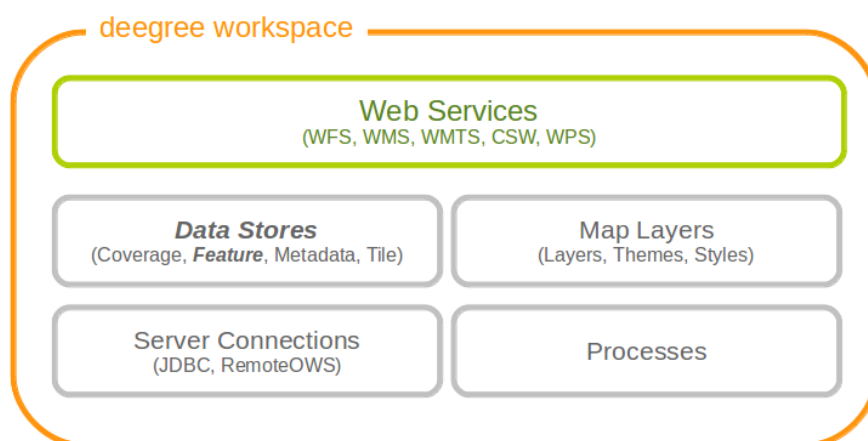 deegree workspace
Web Services
(WFS, WMS, WMTS, CSW, WPS)
Data Stores
(Coverage, Feature, Metadata, Tile)
Map Layers
(Layers, Themes, Styles)
Server Connections
(JDBC, RemoteOWS)
Processes